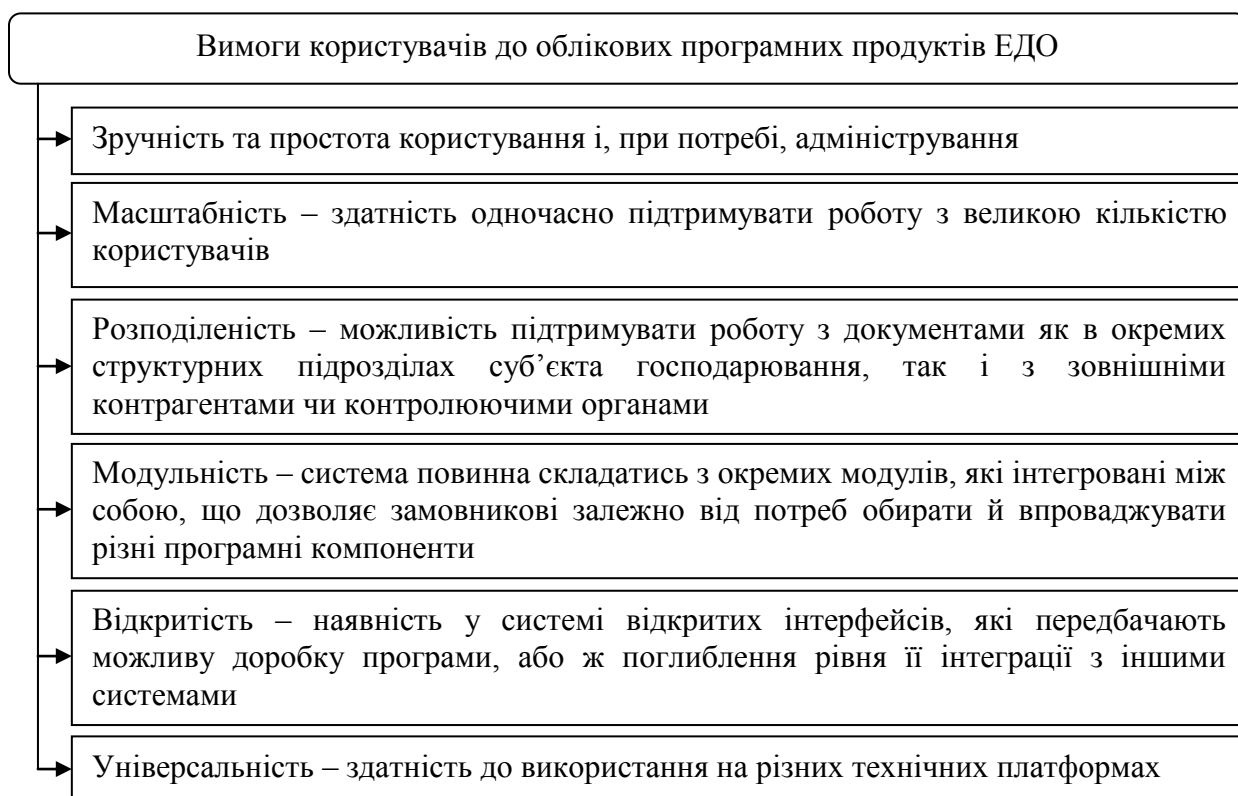 Вимоги користувачів до облікових програмних продуктів ЕДО
Зручність та простота користування і, при потребі, адміністрування
Масштабність – здатність одночасно підтримувати роботу з великою кількістю
користувачів
Розподіленість – можливість підтримувати роботу з документами як в окремих
структурних підрозділах суб’єкта господарювання, так і з зовнішніми
контрагентами чи контролюючими органами
Модульність – система повинна складатись з окремих модулів, які інтегровані між
собою, що дозволяє замовникові залежно від потреб обирати й впроваджувати
різні програмні компоненти
Відкритість – наявність у системі відкритих інтерфейсів, які передбачають
можливу доробку програми, або ж поглиблення рівня її інтеграції з іншими
системами
Універсальність – здатність до використання на різних технічних платформах